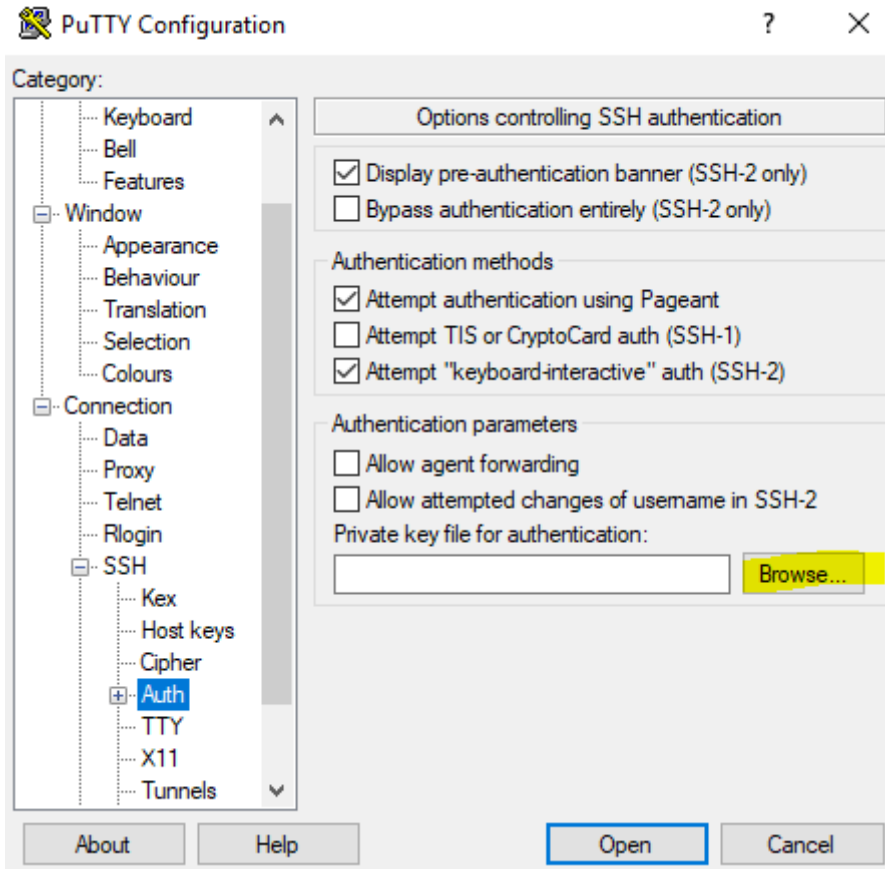 PuTTY Configuration
?
Category:
Keyboard
Bell
Features
Window
Appearance
Behaviour
Translation
Selection
Colours
Connection
Data
Proxy
Telnet
Rlogin
SSH
Kex
Host keys
Cipher
Auth
TTY
X11
Tunnels
Options controlling SSH authentication
Display pre-authentication banner (SSH-2 only)
Bypass authentication entirely (SSH-2 only)
Authentication methods
Attempt authentication using Pageant
Attempt TIS or CryptoCard auth (SSH-1)
Attempt "keyboard-interactive" auth (SSH-2)
Authentication parameters
Allow agent forwarding
Allow attempted changes of username in SSH-2
Private key file for authentication:
Browse...
About
Help
Open
Cancel